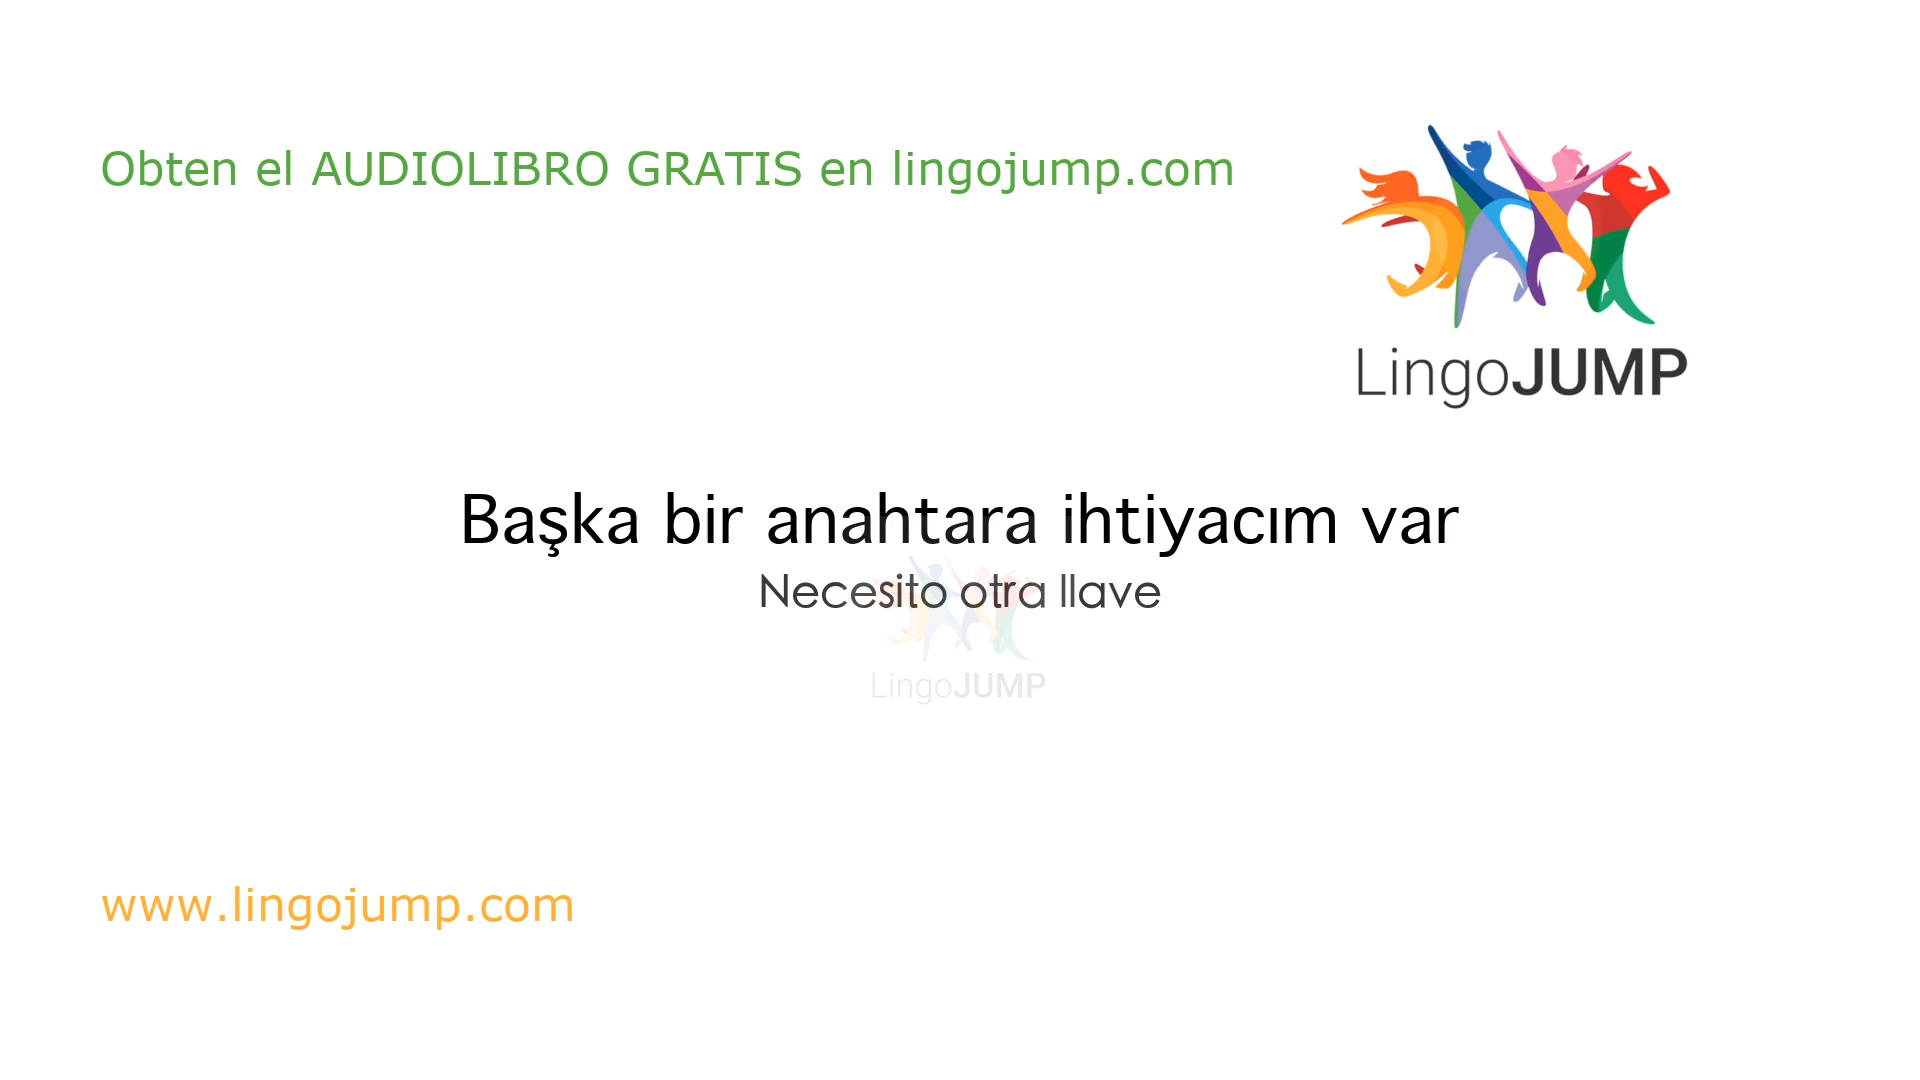 Obten el AUDIOLIBRO GRATIS en lingojump.com
LingoJUMP
Başka bir anahtara ihtiyacım var
Necesito otra llave
LingoJUMP
www.lingojump.com